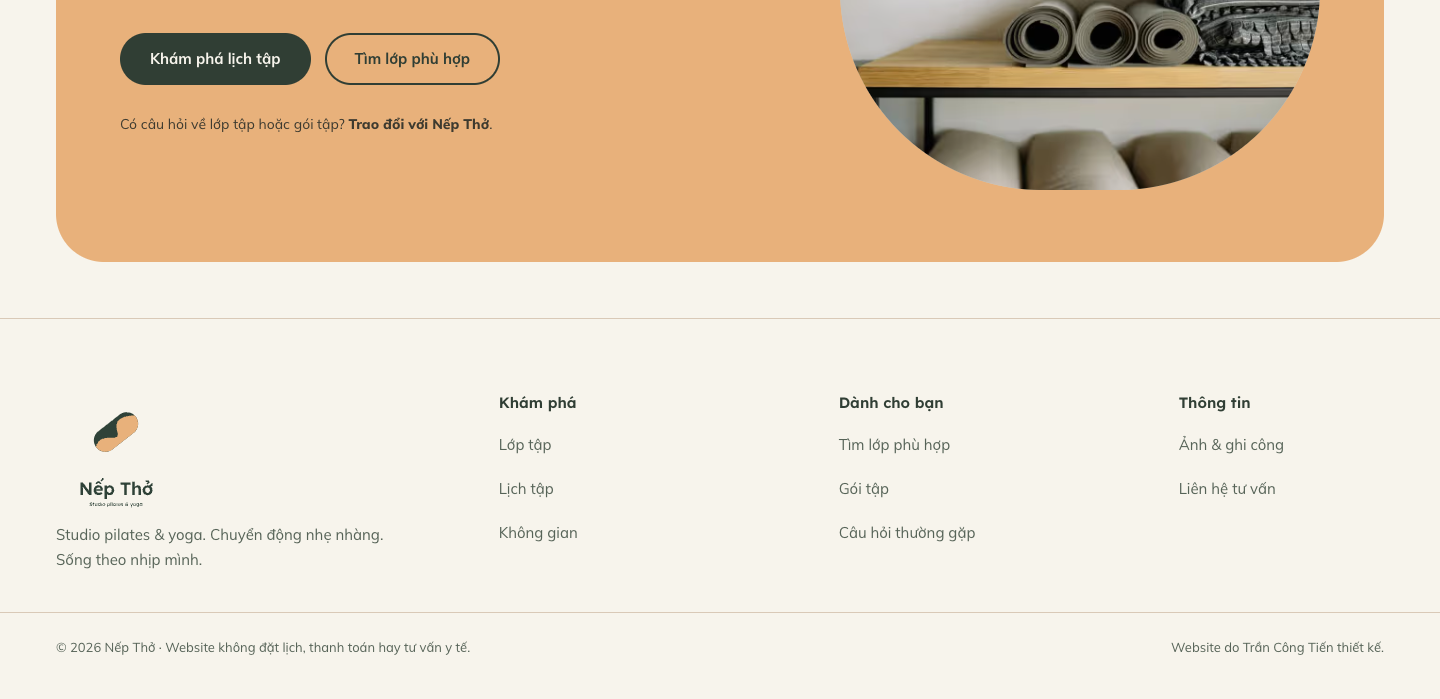 Khám phá lịch tập
Tìm lớp phù hợp
Có câu hỏi về lớp tập hoặc gói tập? Trao đổi với Nếp Thở.
Nếp Thở
Studio pilates & yoga
Studio pilates & yoga. Chuyển động nhẹ nhàng.
Sống theo nhịp mình.
Khám phá
Lớp tập
Lịch tập
Không gian
Dành cho bạn
Tìm lớp phù hợp
Gói tập
Câu hỏi thường gặp
Thông tin
Ảnh & ghi công
Liên hệ tư vấn
© 2026 Nếp Thở · Website không đặt lịch, thanh toán hay tư vấn y tế.
Website do Trần Công Tiến thiết kế.